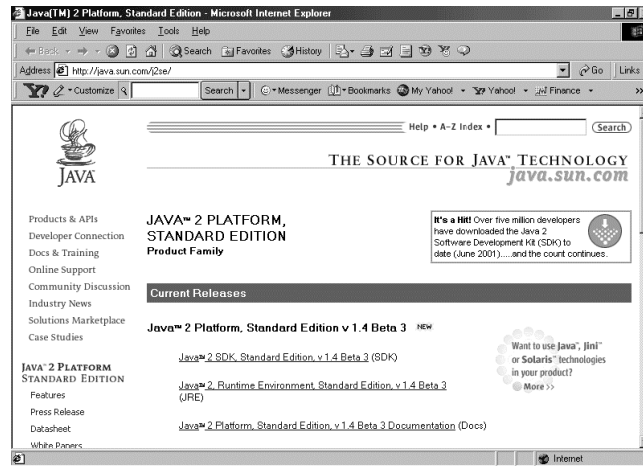 Java(TM) 2 Platform, Standard Edition - Microsoft Internet Explorer
File Edit View Favorites Tools Help
Back Search Favorites History
Address http://java.sun.com/j2se/ Go Links
Y! Customize Search Messenger Bookmarks My Yahoo! Yahoo! Finance »
Help • A-Z Index • Search
THE SOURCE FOR JAVA™ TECHNOLOGY
java.sun.com
JAVA™
Products & APIs
Developer Connection
Docs & Training
Online Support
Community Discussion
Industry News
Solutions Marketplace
Case Studies
JAVA™ 2 PLATFORM
STANDARD EDITION
Features
Press Release
Datasheet
White Papers
JAVA™ 2 PLATFORM,
STANDARD EDITION
Product Family
It's a Hit! Over five million developers
have downloaded the Java 2
Software Development Kit (SDK) to
date (June 2001).....and the count continues.
Current Releases
Java™ 2 Platform, Standard Edition v 1.4 Beta 3 NEW
Java™ 2 SDK, Standard Edition, v 1.4 Beta 3 (SDK)
Java™ 2, Runtime Environment, Standard Edition, v 1.4 Beta 3
(JRE)
Java™ 2 Platform, Standard Edition, v 1.4 Beta 3 Documentation (Docs)
Want to use Java™, Jini™
or Solaris™ technologies
in your product?
More >>
Internet